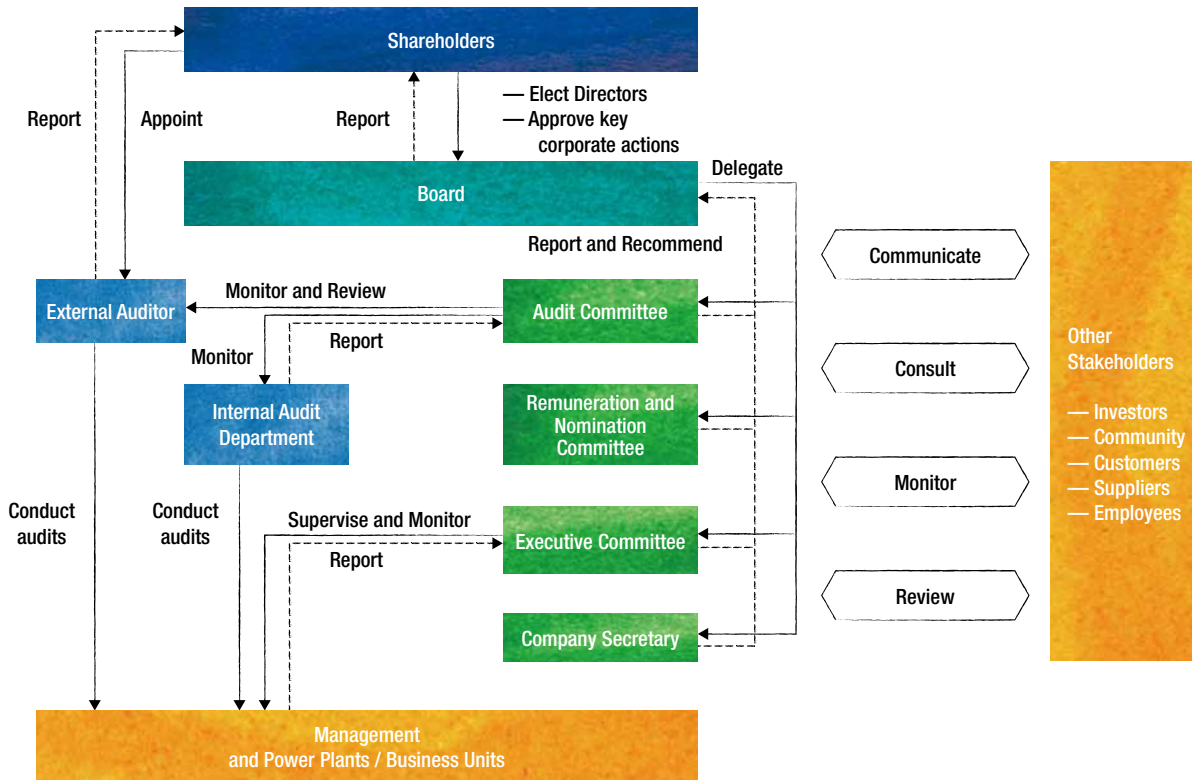 Shareholders
Report
Appoint
Report
— Elect Directors
— Approve key
corporate actions
Board
Delegate
Report and Recommend
Communicate
External Auditor
Monitor and Review
Audit Committee
Report
Monitor
Consult
Internal Audit
Department
Remuneration and
Nomination
Committee
Monitor
Conduct
audits
Conduct
audits
Supervise and Monitor
Executive Committee
Report
Review
Company Secretary
Management
and Power Plants / Business Units
Other
Stakeholders
— Investors
— Community
— Customers
— Suppliers
— Employees